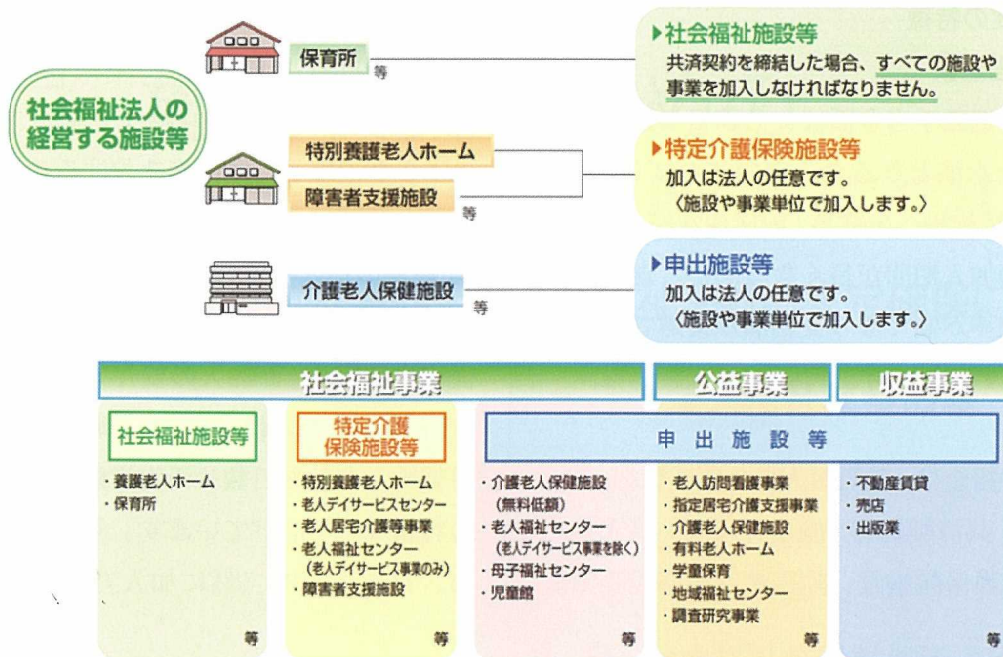 社会福祉法人の
経営する施設等
保育所
等
▶社会福祉施設等
共済契約を締結した場合、すべての施設や
事業を加入しなければなりません。
特別養護老人ホーム
障害者支援施設
等
▶特定介護保険施設等
加入は法人の任意です。
〈施設や事業単位で加入します。〉
介護老人保健施設
等
▶申出施設等
加入は法人の任意です。
〈施設や事業単位で加入します。〉
社会福祉事業
公益事業
収益事業
社会福祉施設等
・養護老人ホーム
・保育所
等
特定介護
保険施設等
・特別養護老人ホーム
・老人デイサービスセンター
・老人居宅介護等事業
・老人福祉センター
(老人デイサービス事業のみ)
・障害者支援施設
等
申出施設等
・介護老人保健施設
(無料低額)
・老人福祉センター
(老人デイサービス事業を除く)
・母子福祉センター
・児童館
等
・老人訪問看護事業
・指定居宅介護支援事業
・介護老人保健施設
・有料老人ホーム
・学童保育
・地域福祉センター
・調査研究事業
等
・不動産賃貸
・売店
・出版業
等